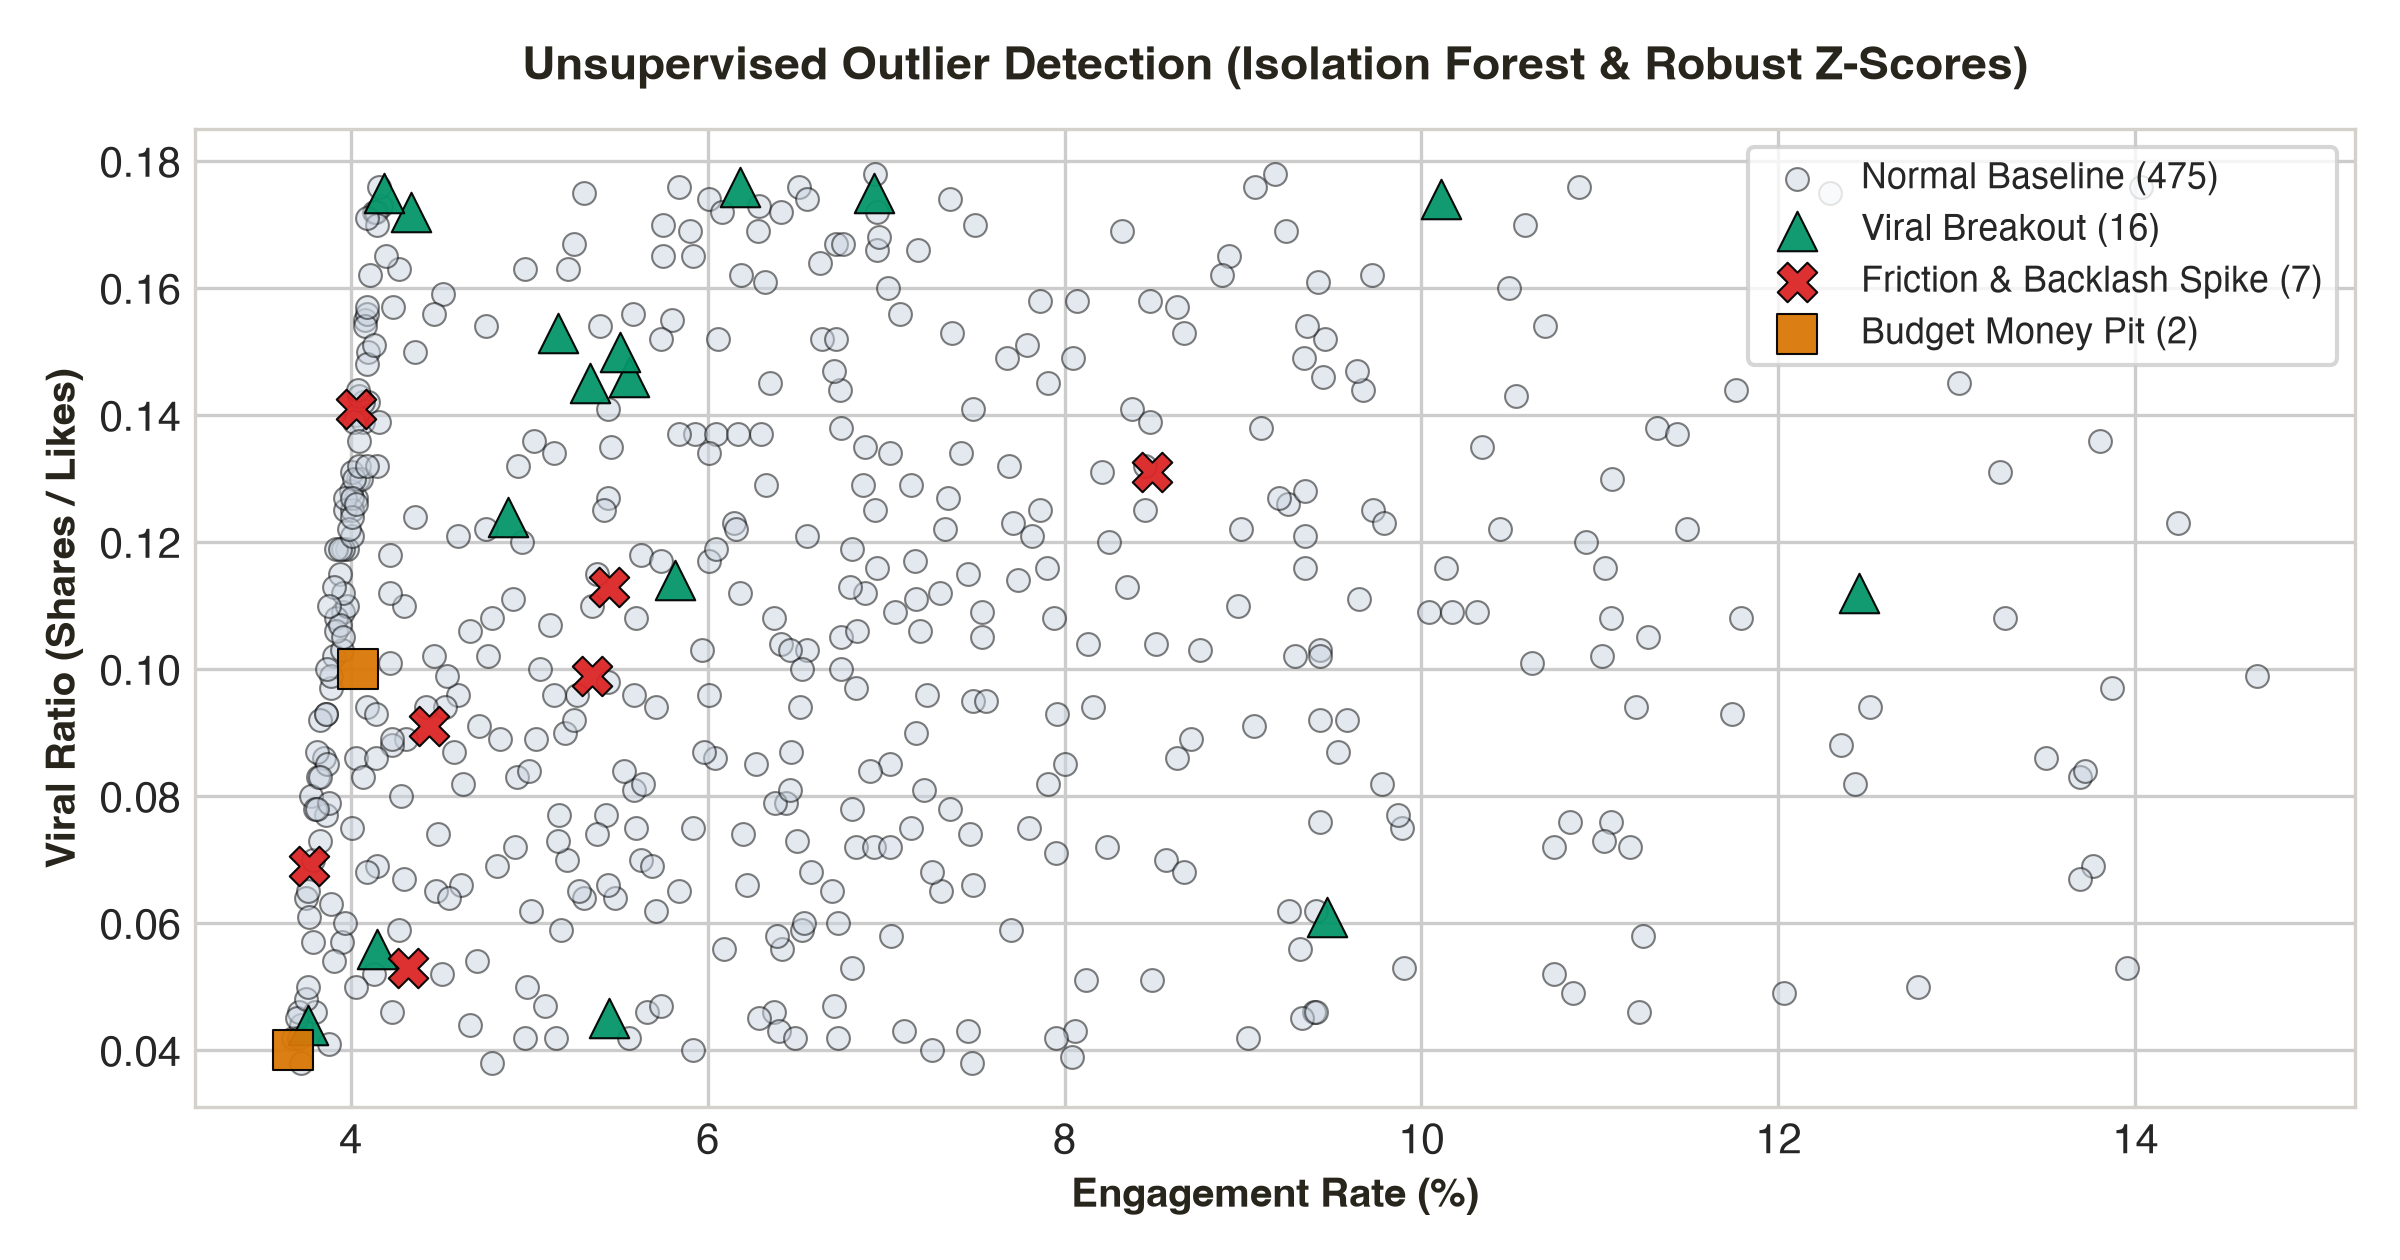 Unsupervised Outlier Detection (Isolation Forest & Robust Z-Scores)
Normal Baseline (475)
Viral Breakout (16)
Friction & Backlash Spike (7)
Budget Money Pit (2)
Viral Ratio (Shares / Likes)
0.18
0.16
0.14
0.12
0.10
0.08
0.06
0.04
4 6 8 10 12 14
Engagement Rate (%)